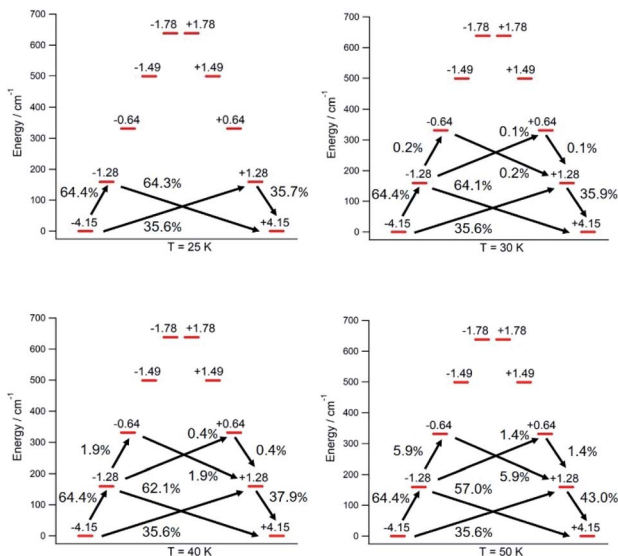 700
600
500
400
300
200
100
0
Energy / cm⁻¹
-1.78 +1.78
-1.49 +1.49
-0.64 +0.64
-1.28 +1.28
64.4% 64.3% 35.7%
-4.15 35.6% +4.15
T = 25 K
700
600
500
400
300
200
100
0
Energy / cm⁻¹
-1.78 +1.78
-1.49 +1.49
-0.64 +0.64
0.2% 0.1% 0.1%
-1.28 0.2% +1.28
64.4% 64.1% 35.9%
-4.15 35.6% +4.15
T = 30 K
700
600
500
400
300
200
100
0
Energy / cm⁻¹
-1.78 +1.78
-1.49 +1.49
-0.64 +0.64
1.9% 0.4% 0.4%
-1.28 1.9% +1.28
64.4% 62.1% 37.9%
-4.15 35.6% +4.15
T = 40 K
700
600
500
400
300
200
100
0
Energy / cm⁻¹
-1.78 +1.78
-1.49 +1.49
-0.64 +0.64
5.9% 1.4% 1.4%
-1.28 5.9% +1.28
64.4% 57.0% 43.0%
-4.15 35.6% +4.15
T = 50 K